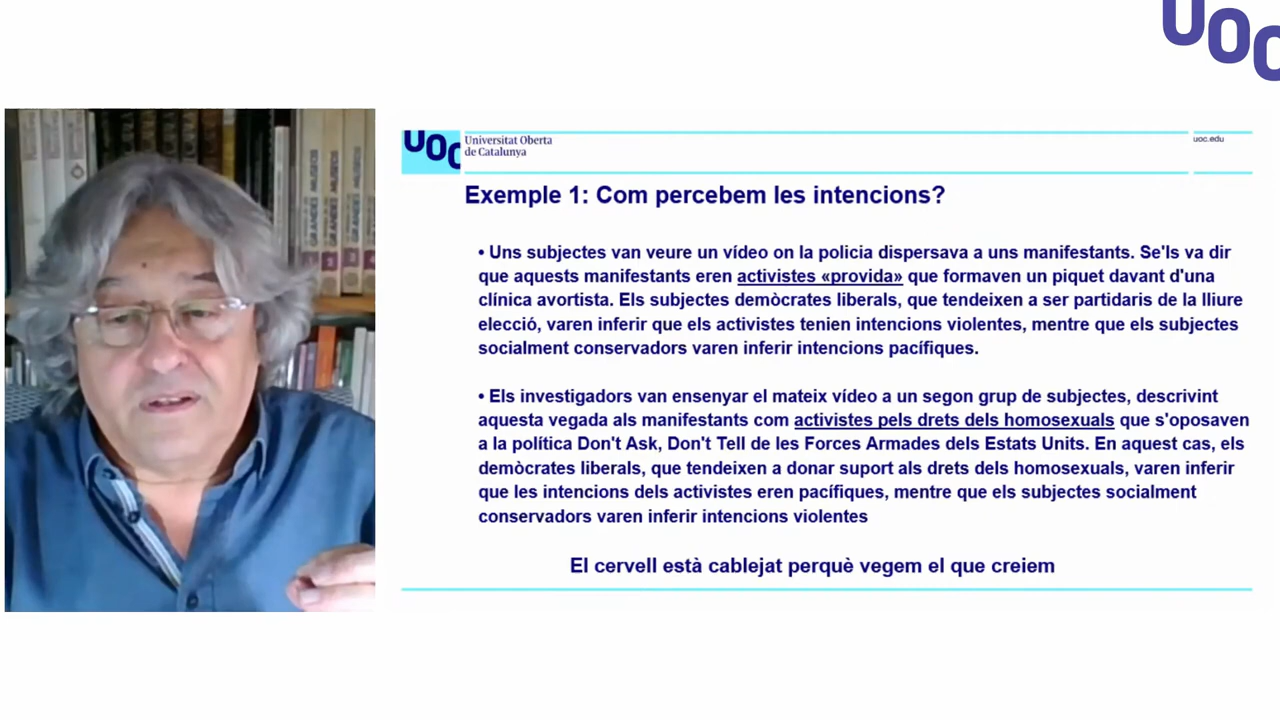 UOC
GRANDES MUSEOS
UOC
Universitat Oberta
de Catalunya
uoc.edu
Exemple 1: Com percebem les intencions?
• Uns subjectes van veure un vídeo on la policia dispersava a uns manifestants. Se'ls va dir
que aquests manifestants eren activistes «provida» que formaven un piquet davant d'una
clínica avortista. Els subjectes demòcrates liberals, que tendeixen a ser partidaris de la lliure
elecció, varen inferir que els activistes tenien intencions violentes, mentre que els subjectes
socialment conservadors varen inferir intencions pacífiques.
• Els investigadors van ensenyar el mateix vídeo a un segon grup de subjectes, descrivint
aquesta vegada als manifestants com activistes pels drets dels homosexuals que s'oposaven
a la política Don't Ask, Don't Tell de les Forces Armades dels Estats Units. En aquest cas, els
demòcrates liberals, que tendeixen a donar suport als drets dels homosexuals, varen inferir
que les intencions dels activistes eren pacífiques, mentre que els subjectes socialment
conservadors varen inferir intencions violentes
El cervell està cablejat perquè vegem el que creiem